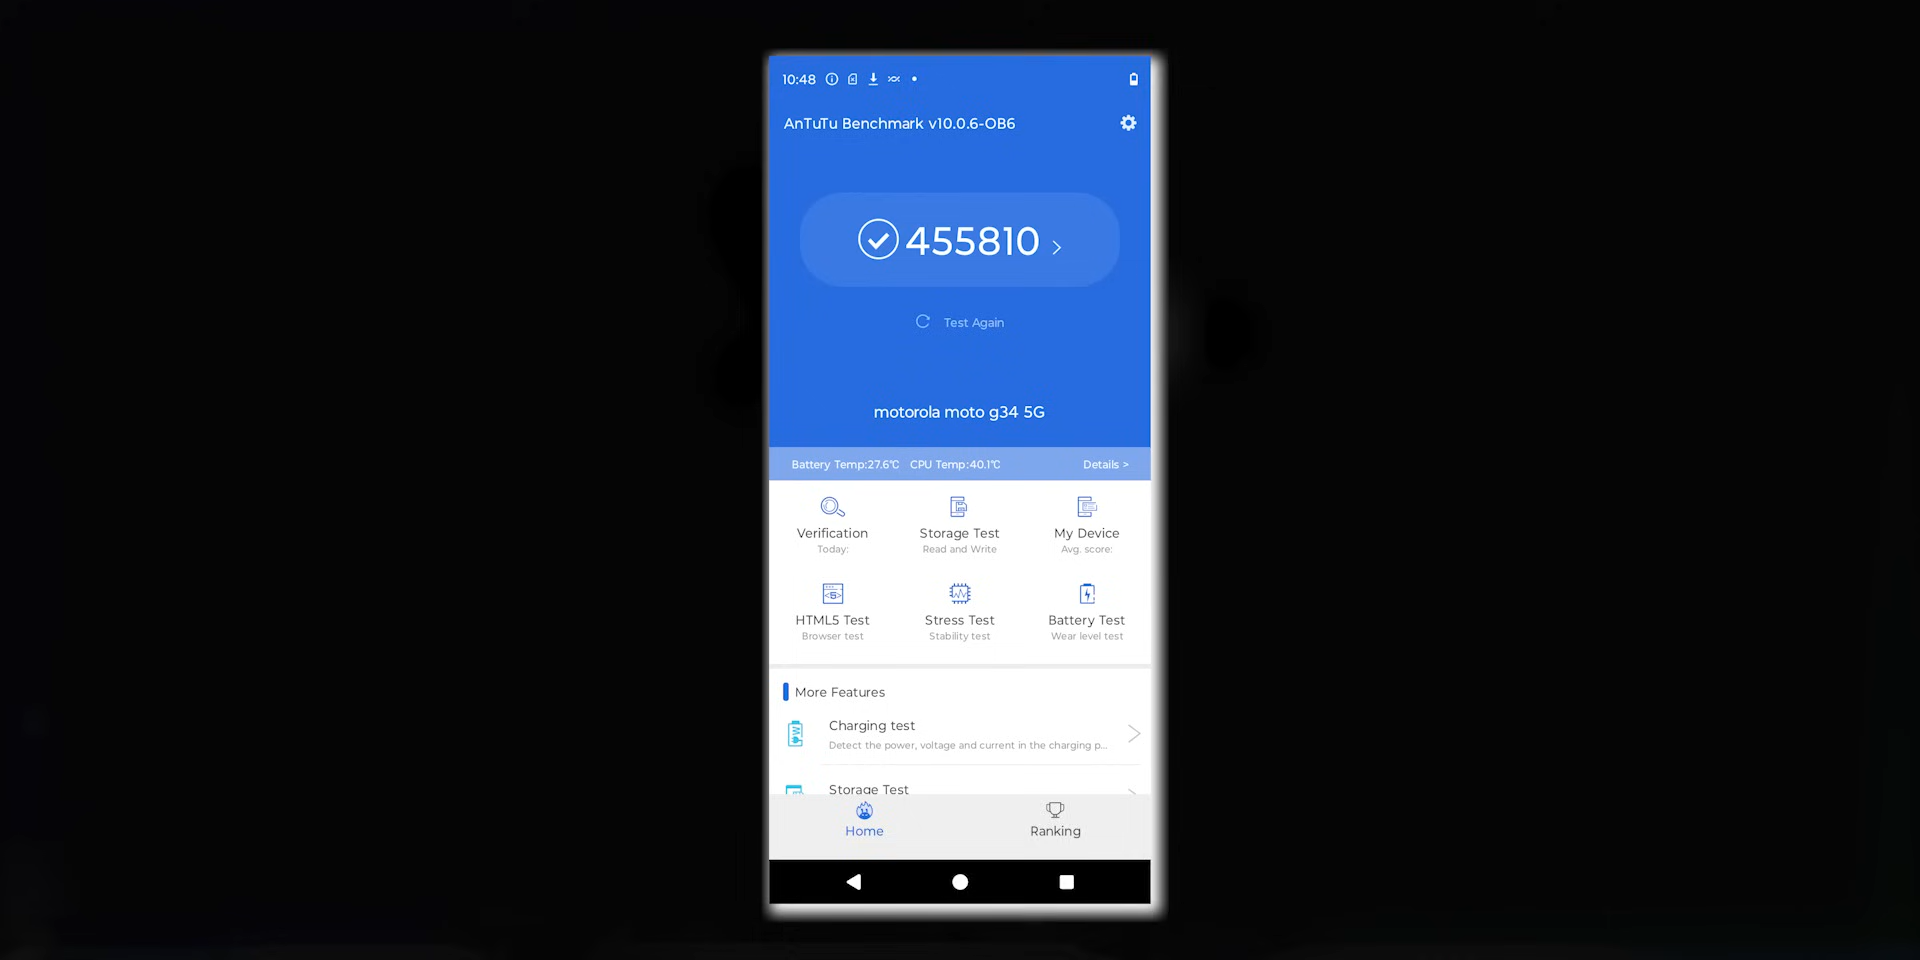 10:48
AnTuTu Benchmark v10.0.6-OB6
455810 >
Test Again
motorola moto g34 5G
Battery Temp:27.6℃ CPU Temp:40.1℃ Details >
Verification Storage Test My Device
Today: Read and Write Avg. score:
HTML5 Test Stress Test Battery Test
Browser test Stability test Wear level test
More Features
Charging test
Detect the power, voltage and current in the charging p...
Storage Test
Home Ranking